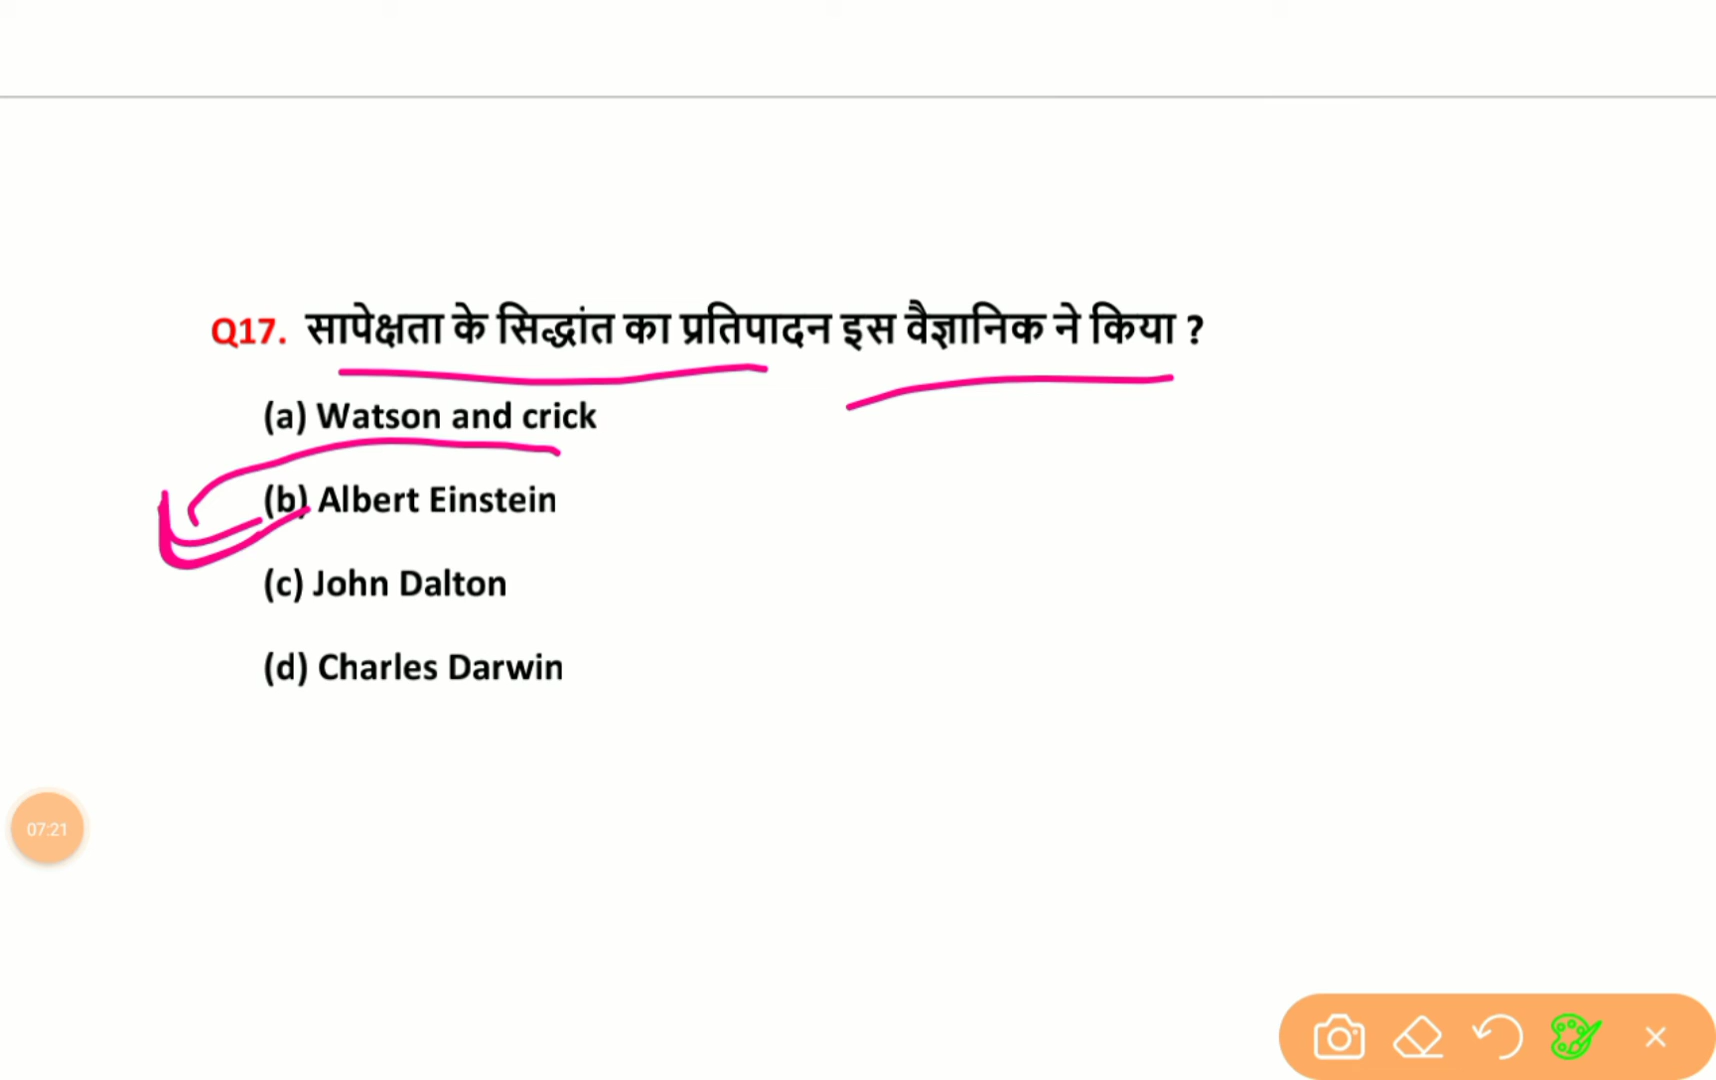 Q17. सापेक्षता के सिद्धांत का प्रतिपादन इस वैज्ञानिक ने किया ?
(a) Watson and crick
(b) Albert Einstein
(c) John Dalton
(d) Charles Darwin
07:21